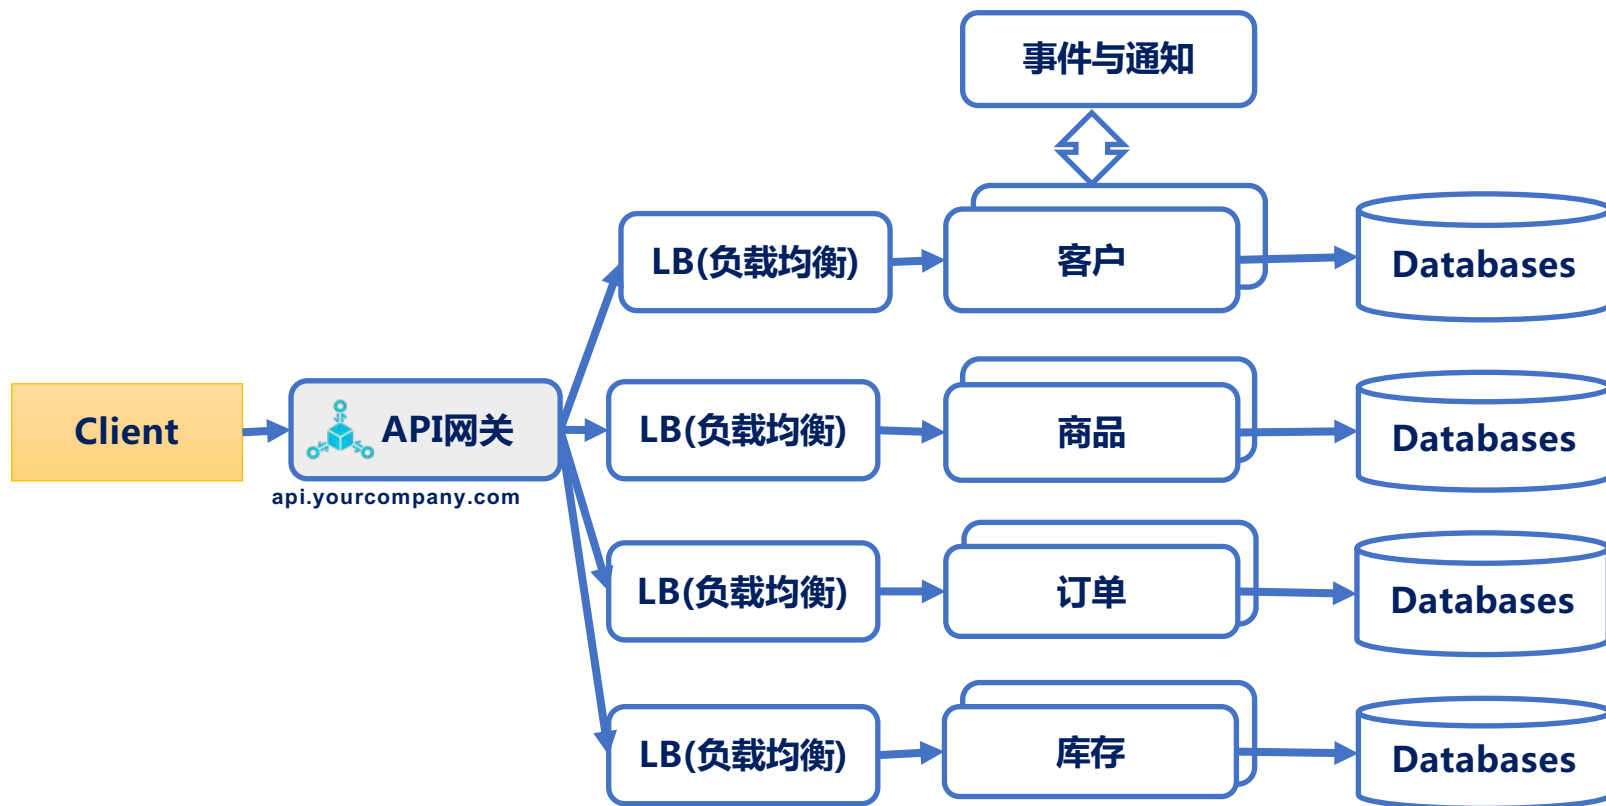 事件与通知
LB(负载均衡)
客户
Databases
Client
API网关
api.yourcompany.com
LB(负载均衡)
商品
Databases
LB(负载均衡)
订单
Databases
LB(负载均衡)
库存
Databases